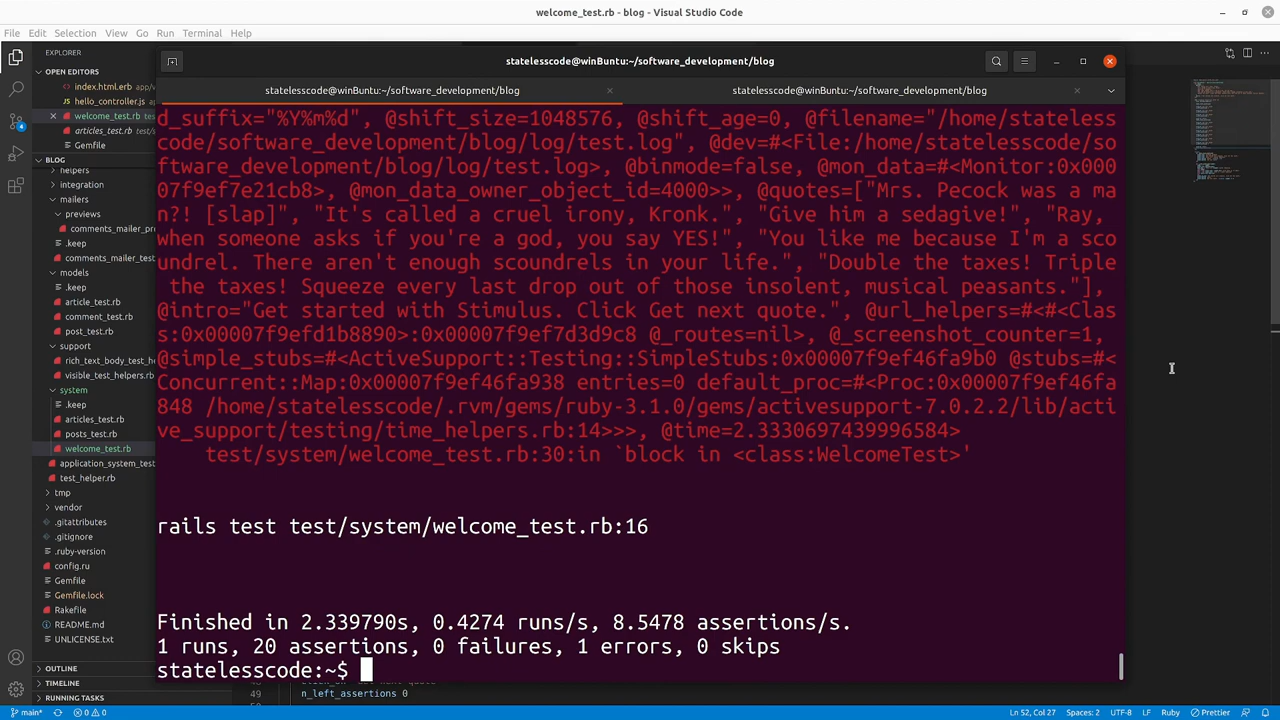 welcome_test.rb - blog - Visual Studio Code
File Edit Selection View Go Run Terminal Help
EXPLORER
OPEN EDITORS
index.html.erb app/v
hello_controller.js
welcome_test.rb tes
articles_test.rb test/s
Gemfile
BLOG
helpers
integration
mailers
previews
comments_mailer_pre
.keep
comments_mailer_test
models
.keep
article_test.rb
comment_test.rb
post_test.rb
support
rich_text_body_test_he
visible_test_helpers.rb
system
.keep
articles_test.rb
posts_test.rb
welcome_test.rb
application_system_test
test_helper.rb
tmp
vendor
.gitattributes
.gitignore
.ruby-version
config.ru
Gemfile
Gemfile.lock
Rakefile
README.md
UNLICENSE.txt
OUTLINE
TIMELINE
RUNNING TASKS
statelesscode@winBuntu:~/software_development/blog
statelesscode@winBuntu:~/software_development/blog
statelesscode@winBuntu:~/software_development/blog
d_suffix="%Y%m%d", @shift_size=1048576, @shift_age=0, @filename="/home/stateless
code/software_development/blog/log/test.log", @dev=#<File:/home/statelesscode/so
ftware_development/blog/log/test.log>, @binmode=false, @mon_data=#<Monitor:0x000
07f9ef7e21cb8>, @mon_data_owner_object_id=4000>>, @quotes=["Mrs. Pecock was a ma
n?! [slap]", "It's called a cruel irony, Kronk.", "Give him a sedagive!", "Ray,
when someone asks if you're a god, you say YES!", "You like me because I'm a sco
undrel. There aren't enough scoundrels in your life.", "Double the taxes! Triple
the taxes! Squeeze every last drop out of those insolent, musical peasants."],
@intro="Get started with Stimulus. Click Get next quote.", @url_helpers=#<#<Clas
s:0x00007f9efd1b8890>:0x00007f9ef7d3d9c8 @_routes=nil>, @_screenshot_counter=1,
@simple_stubs=#<ActiveSupport::Testing::SimpleStubs:0x00007f9ef46fa9b0 @stubs=#<
Concurrent::Map:0x00007f9ef46fa938 entries=0 default_proc=#<Proc:0x00007f9ef46fa
848 /home/statelesscode/.rvm/gems/ruby-3.1.0/gems/activesupport-7.0.2.2/lib/acti
ve_support/testing/time_helpers.rb:14>>>, @time=2.3330697439996584>
test/system/welcome_test.rb:30:in `block in <class:WelcomeTest>'
rails test test/system/welcome_test.rb:16
Finished in 2.339790s, 0.4274 runs/s, 8.5478 assertions/s.
1 runs, 20 assertions, 0 failures, 1 errors, 0 skips
statelesscode:~$
49 n_left_assertions 0
4
main* 0 0 Ln 52, Col 27 Spaces: 2 UTF-8 LF Ruby Prettier